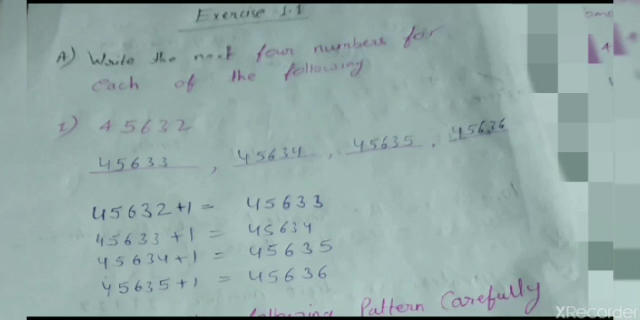 Exercise 1.1
A) Write the next four numbers for
each of the following
I) 45632
45633 , 45634 , 45635 , 45636
45632+1 = 45633
45633+1 = 45634
45634+1 = 45635
45635+1 = 45636
following Pattern Carefully
XRecorder